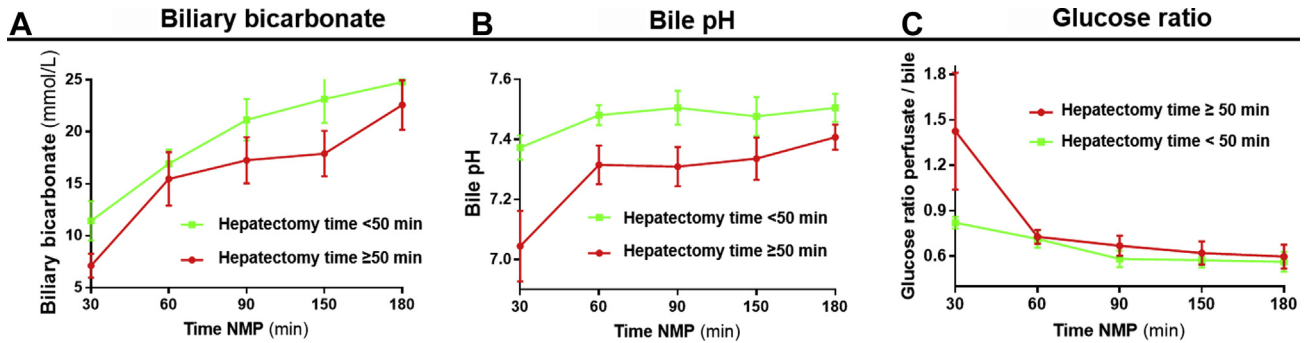 A Biliary bicarbonate
Biliary bicarbonate (mmol/L)
25
20
15
10
5
Hepatectomy time <50 min
Hepatectomy time ≥50 min
30 60 90 150 180
Time NMP (min)
B Bile pH
Bile pH
7.6
7.4
7.2
7.0
Hepatectomy time <50 min
Hepatectomy time ≥50 min
30 60 90 150 180
Time NMP (min)
C Glucose ratio
Glucose ratio perfusate / bile
1.8
1.5
1.2
0.9
0.6
Hepatectomy time ≥ 50 min
Hepatectomy time < 50 min
30 60 90 150 180
Time NMP (min)